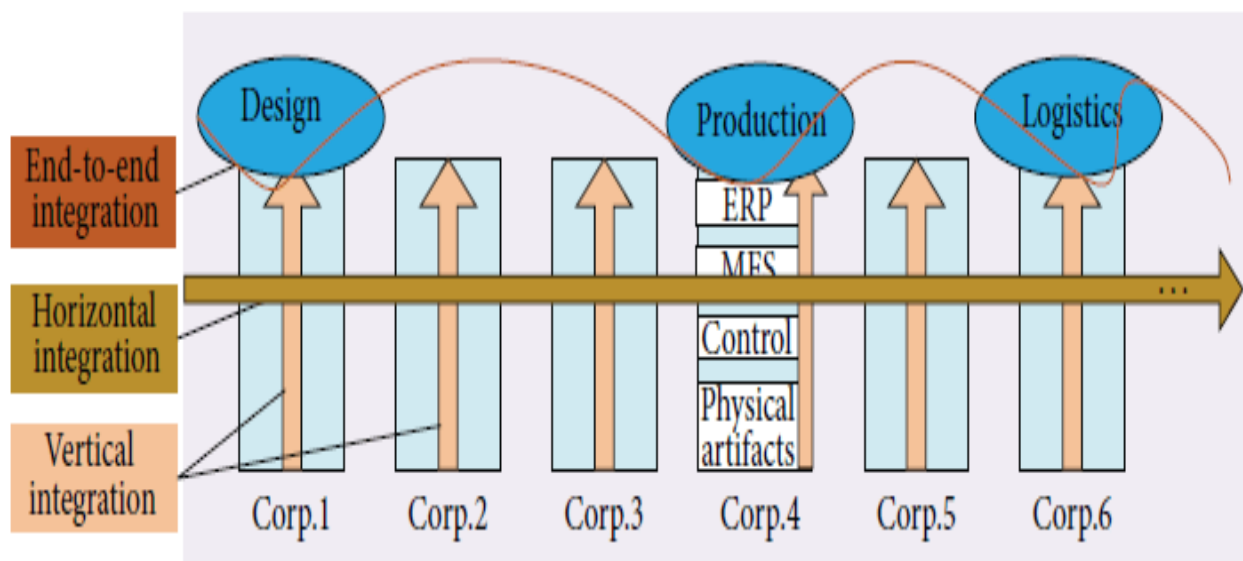 Design
Production
Logistics
End-to-end
integration
ERP
MES
Horizontal
integration
...
Control
Physical
artifacts
Vertical
integration
Corp.1
Corp.2
Corp.3
Corp.4
Corp.5
Corp.6